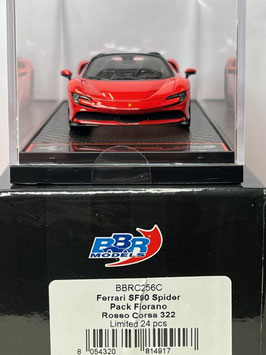 BBR
MODELS
BBRC256C
Ferrari SF90 Spider
Pack Fiorano
Rosso Corsa 322
Limited 24 pcs
8 054320 814917